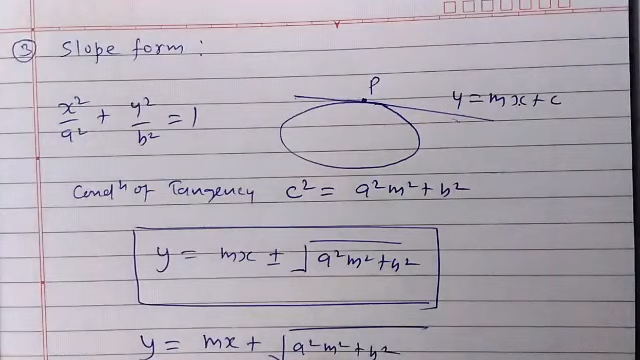 ③ Slope form :
x²/a² + y²/b² = 1
P
y = mx + c
Condⁿ of Tangency c² = a²m² + b²
y = mx ± √a²m² + b²
y = mx + √a²m² + b²